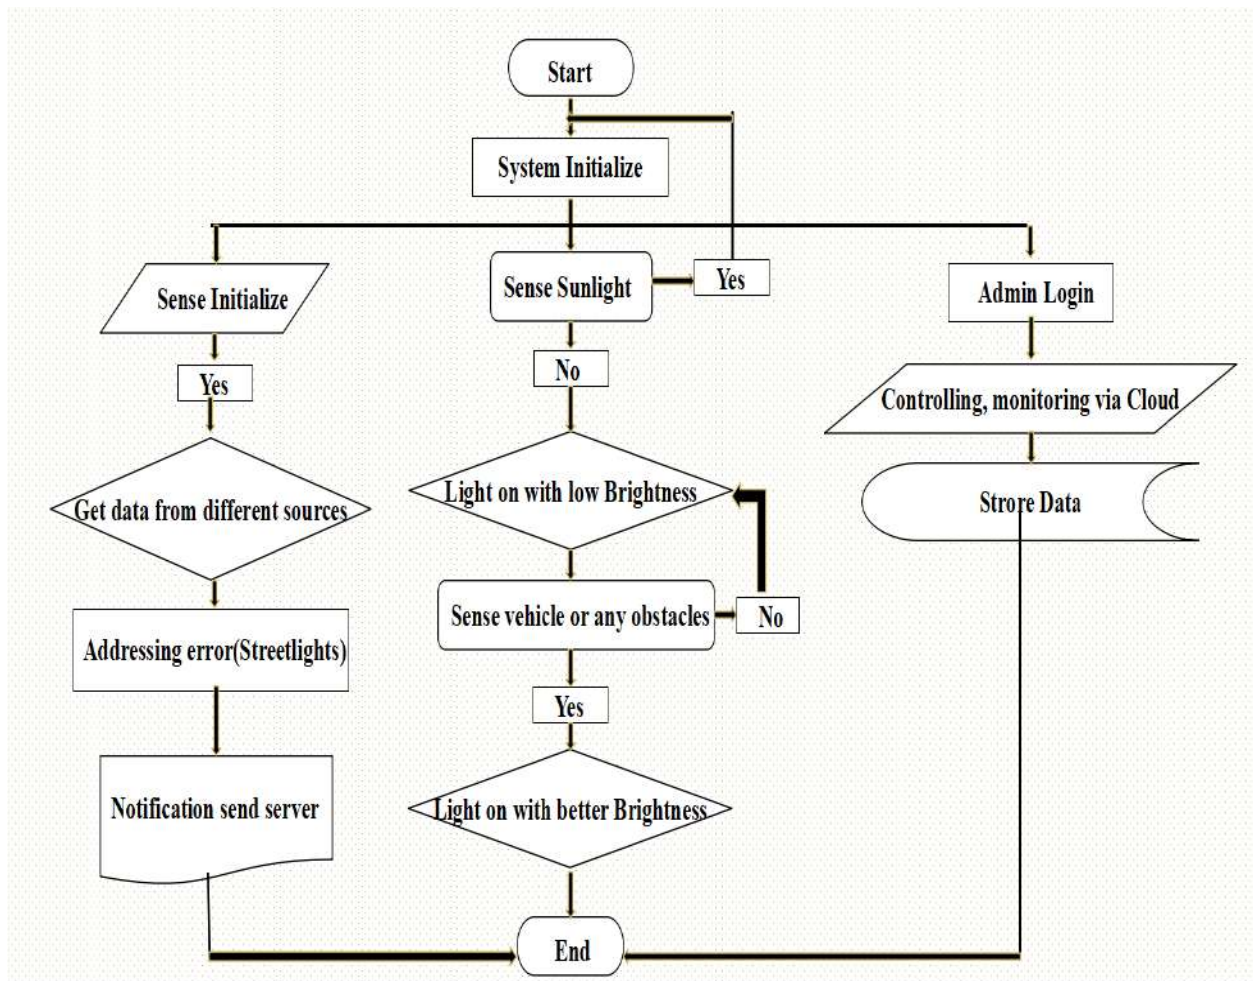 Start
System Initialize
Sense Initialize
Sense Sunlight
Yes
Admin Login
Yes
No
Controlling, monitoring via Cloud
Get data from different sources
Light on with low Brightness
Strore Data
Addressing error(Streetlights)
Sense vehicle or any obstacles
No
Yes
Notification send server
Light on with better Brightness
End